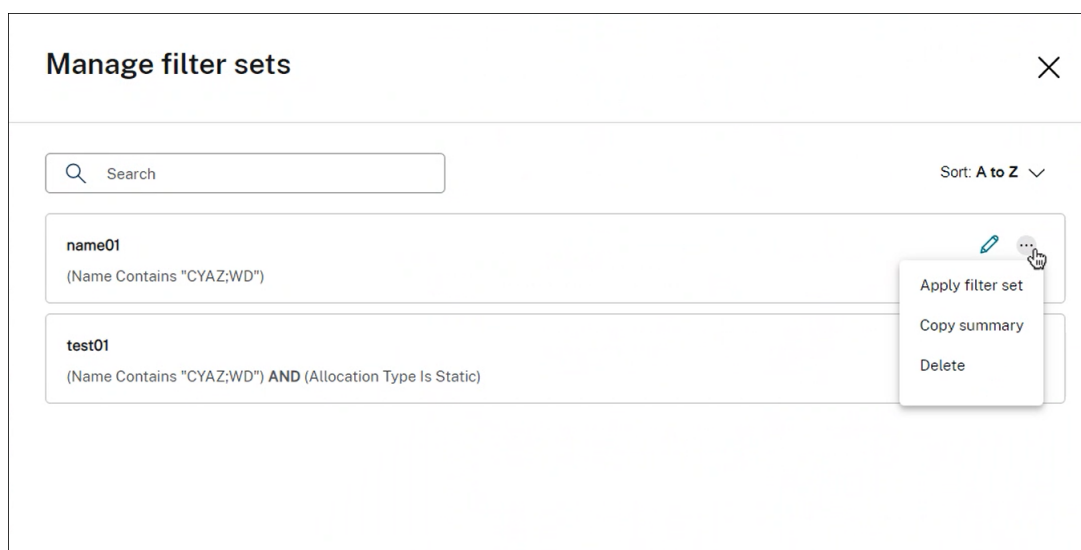 Manage filter sets
Search
Sort: A to Z
name01
(Name Contains "CYAZ;WD")
Apply filter set
Copy summary
Delete
test01
(Name Contains "CYAZ;WD") AND (Allocation Type Is Static)